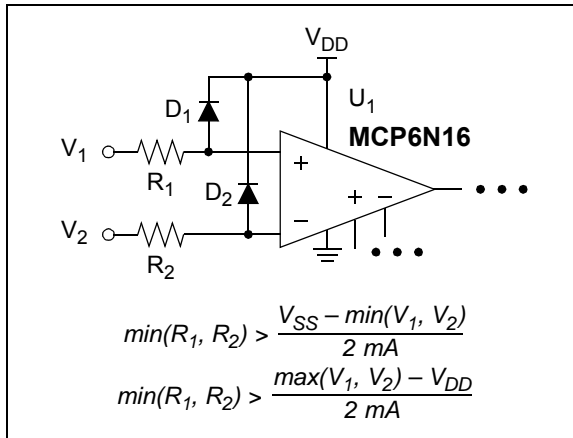 V_DD
D_1
U_1
MCP6N16
V_1
R_1
+
D_2
+ −
V_2
−
R_2
min(R_1, R_2) > (V_SS – min(V_1, V_2)) / 2 mA
min(R_1, R_2) > (max(V_1, V_2) – V_DD) / 2 mA